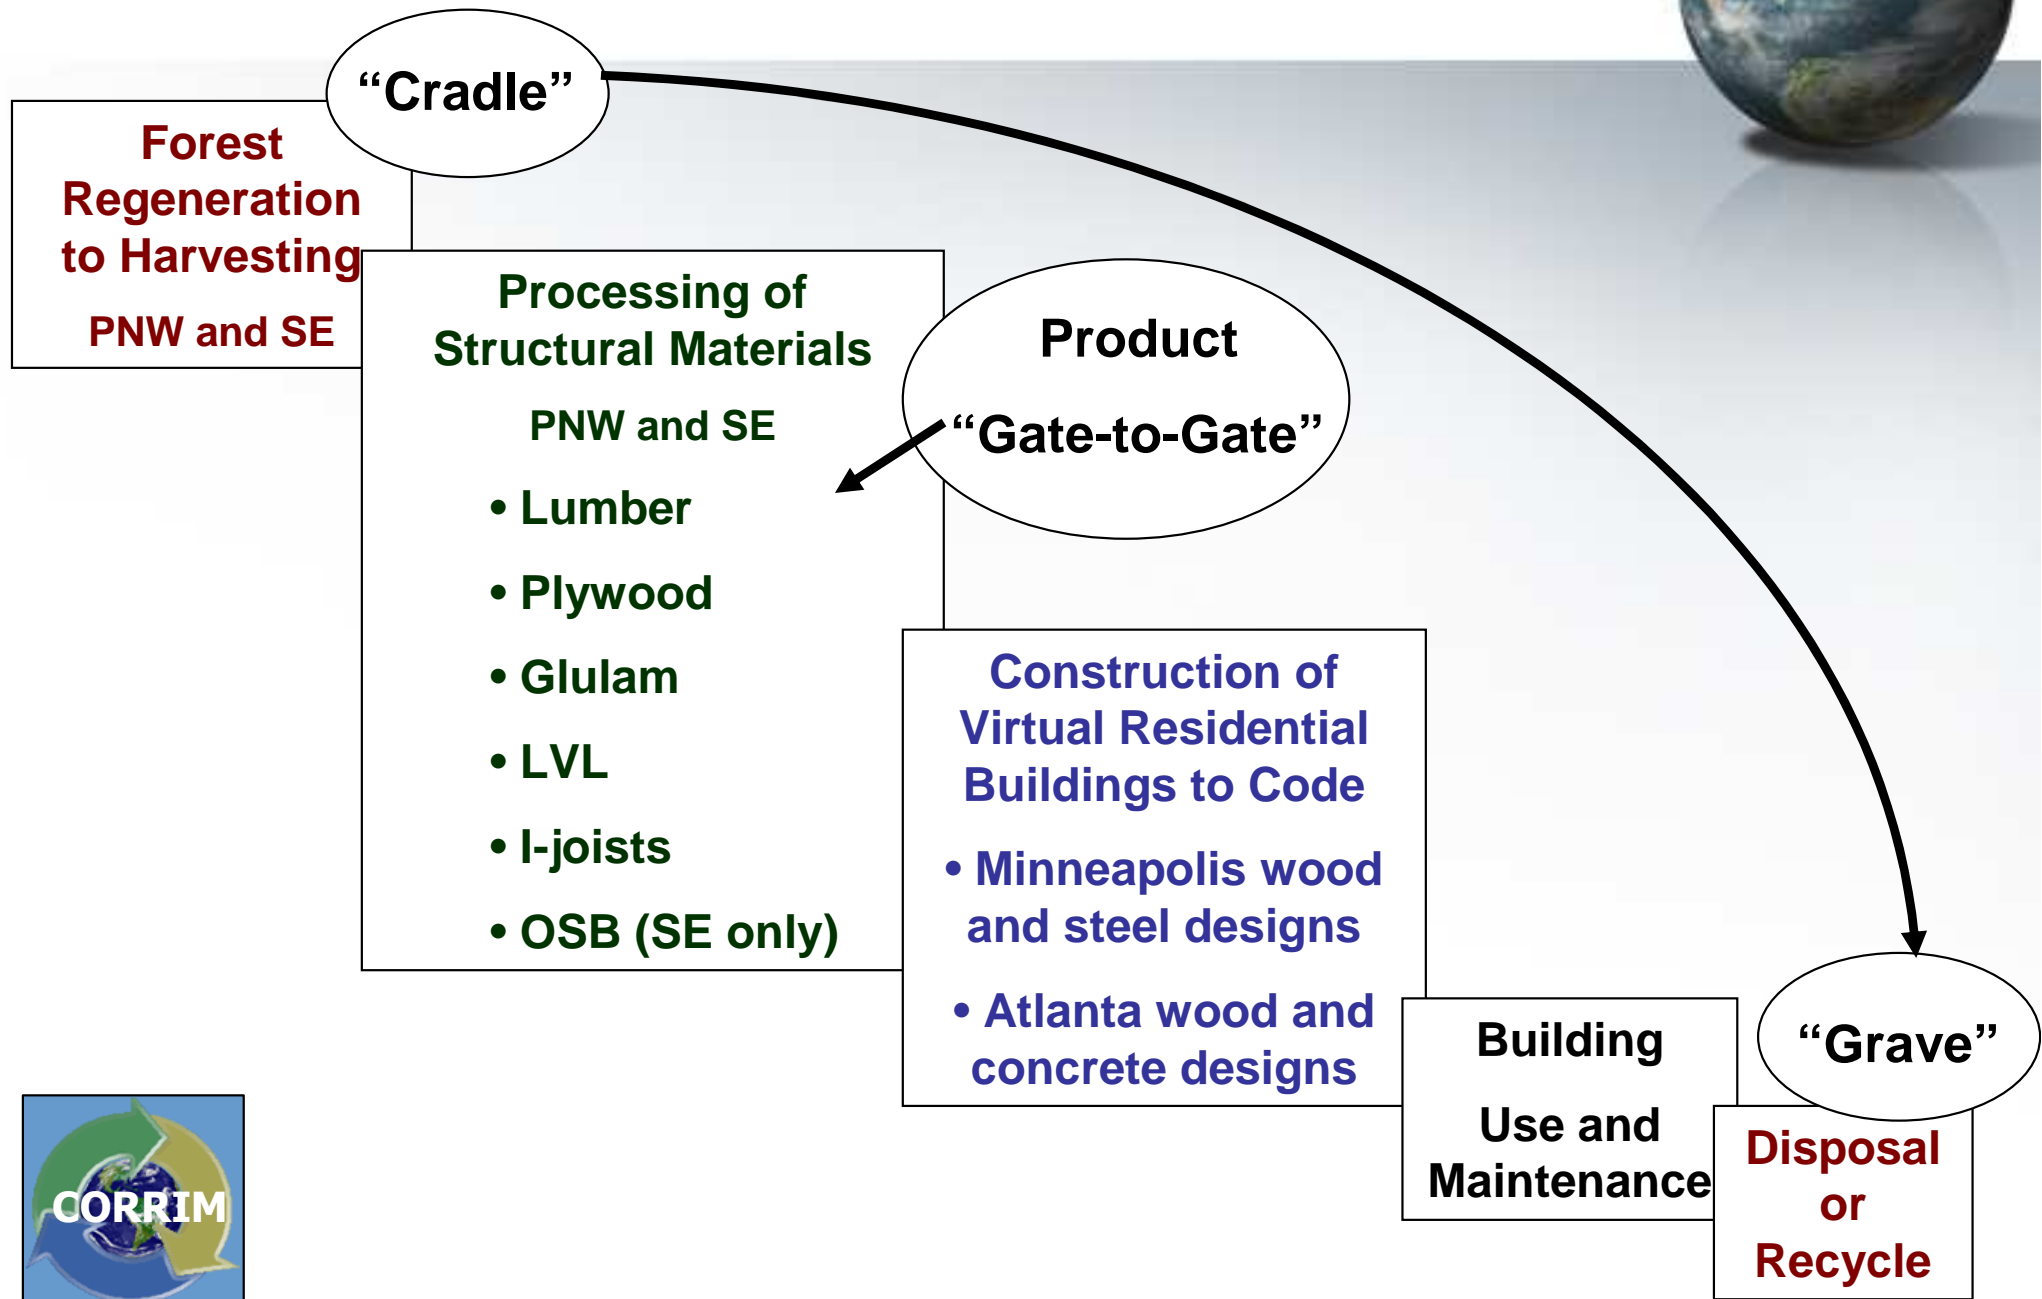 “Cradle”
Forest
Regeneration
to Harvesting
PNW and SE
Processing of
Structural Materials
PNW and SE
• Lumber
• Plywood
• Glulam
• LVL
• I-joists
• OSB (SE only)
Product
“Gate-to-Gate”
Construction of
Virtual Residential
Buildings to Code
• Minneapolis wood
and steel designs
• Atlanta wood and
concrete designs
Building
Use and
Maintenance
“Grave”
Disposal
or
Recycle
CORRIM